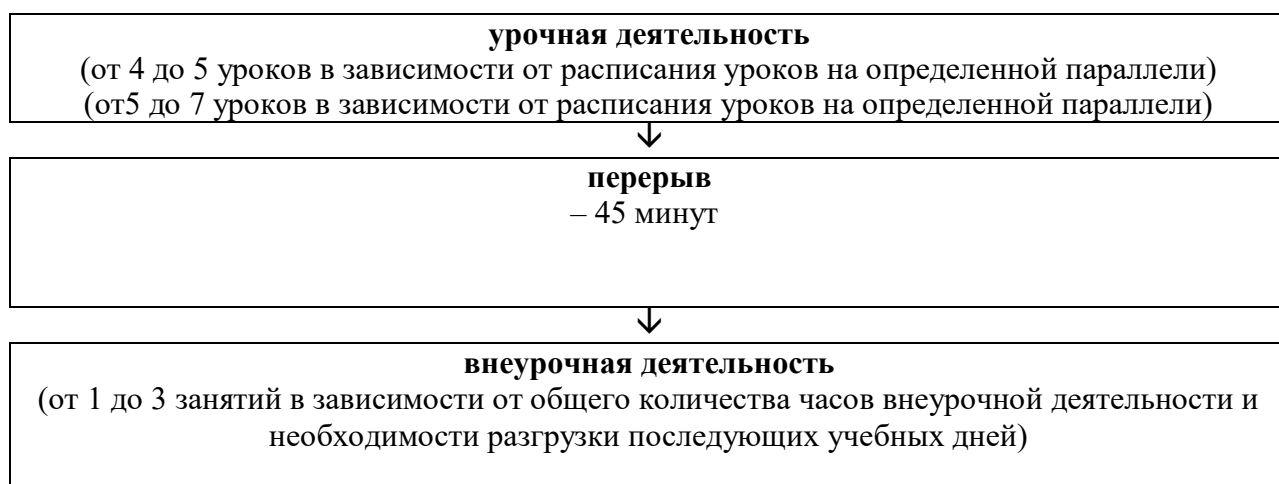 урочная деятельность
(от 4 до 5 уроков в зависимости от расписания уроков на определенной параллели)
(от5 до 7 уроков в зависимости от расписания уроков на определенной параллели)
↓
перерыв
– 45 минут
↓
внеурочная деятельность
(от 1 до 3 занятий в зависимости от общего количества часов внеурочной деятельности и
необходимости разгрузки последующих учебных дней)